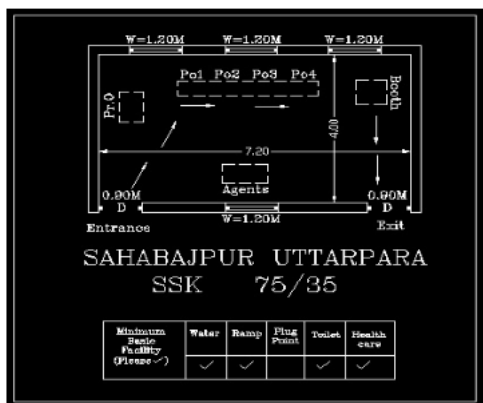 W=1.20M W=1.20M W=1.20M
Po1 Po2 Po3 Po4
Pr.O
Booth
4.00
7.20
Agents
0.90M
D
Entrance
W=1.20M
0.90M
D
Exit
SAHABAJPUR UTTARPARA
SSK 75/35
Minimum Basic Facility (Please ✓) Water Ramp Plug Point Toilet Health care
✓ ✓ ✓ ✓